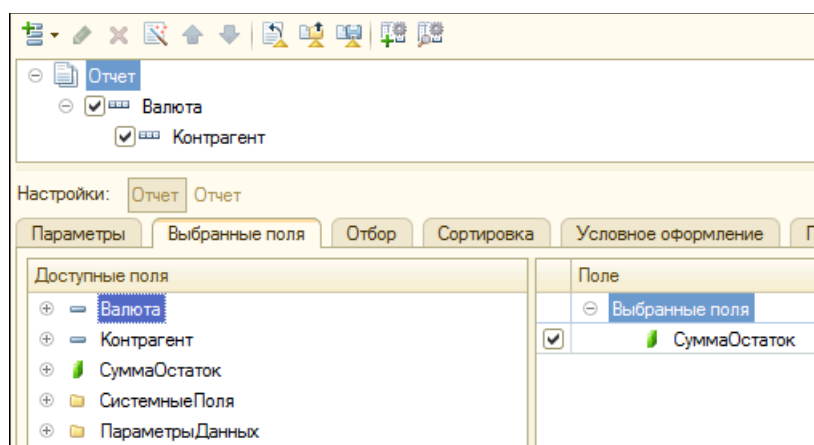 Отчет
Валюта
Контрагент
Настройки: Отчет Отчет
Параметры Выбранные поля Отбор Сортировка Условное оформление
Доступные поля Поле
Валюта Выбранные поля
Контрагент СуммаОстаток
СуммаОстаток
СистемныеПоля
ПараметрыДанных